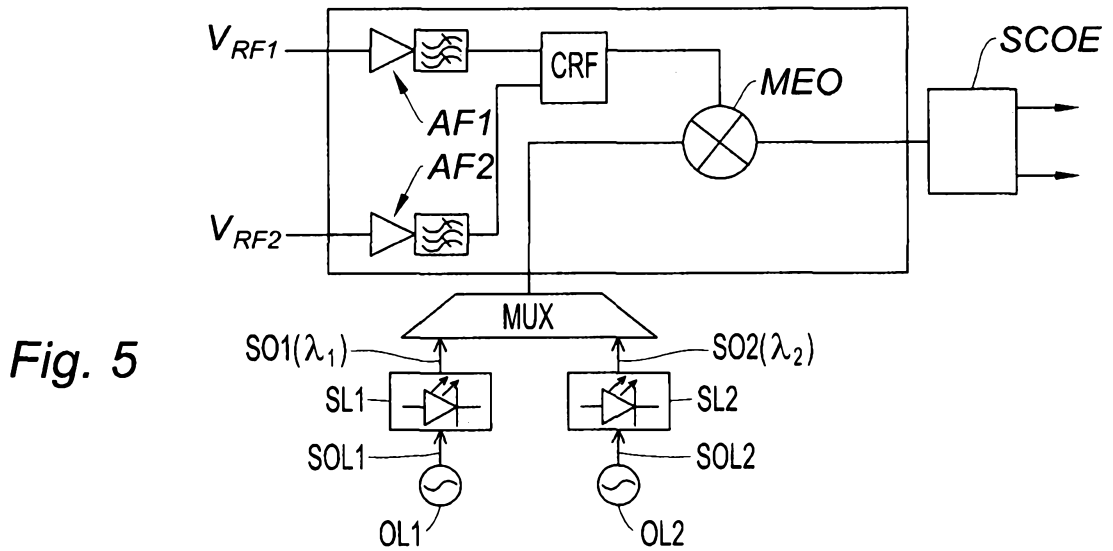 V_RF1
SCOE
CRF
MEO
AF1
AF2
V_RF2
MUX
SO1(λ₁)
SO2(λ₂)
Fig. 5
SL1
SL2
SOL1
SOL2
OL1
OL2